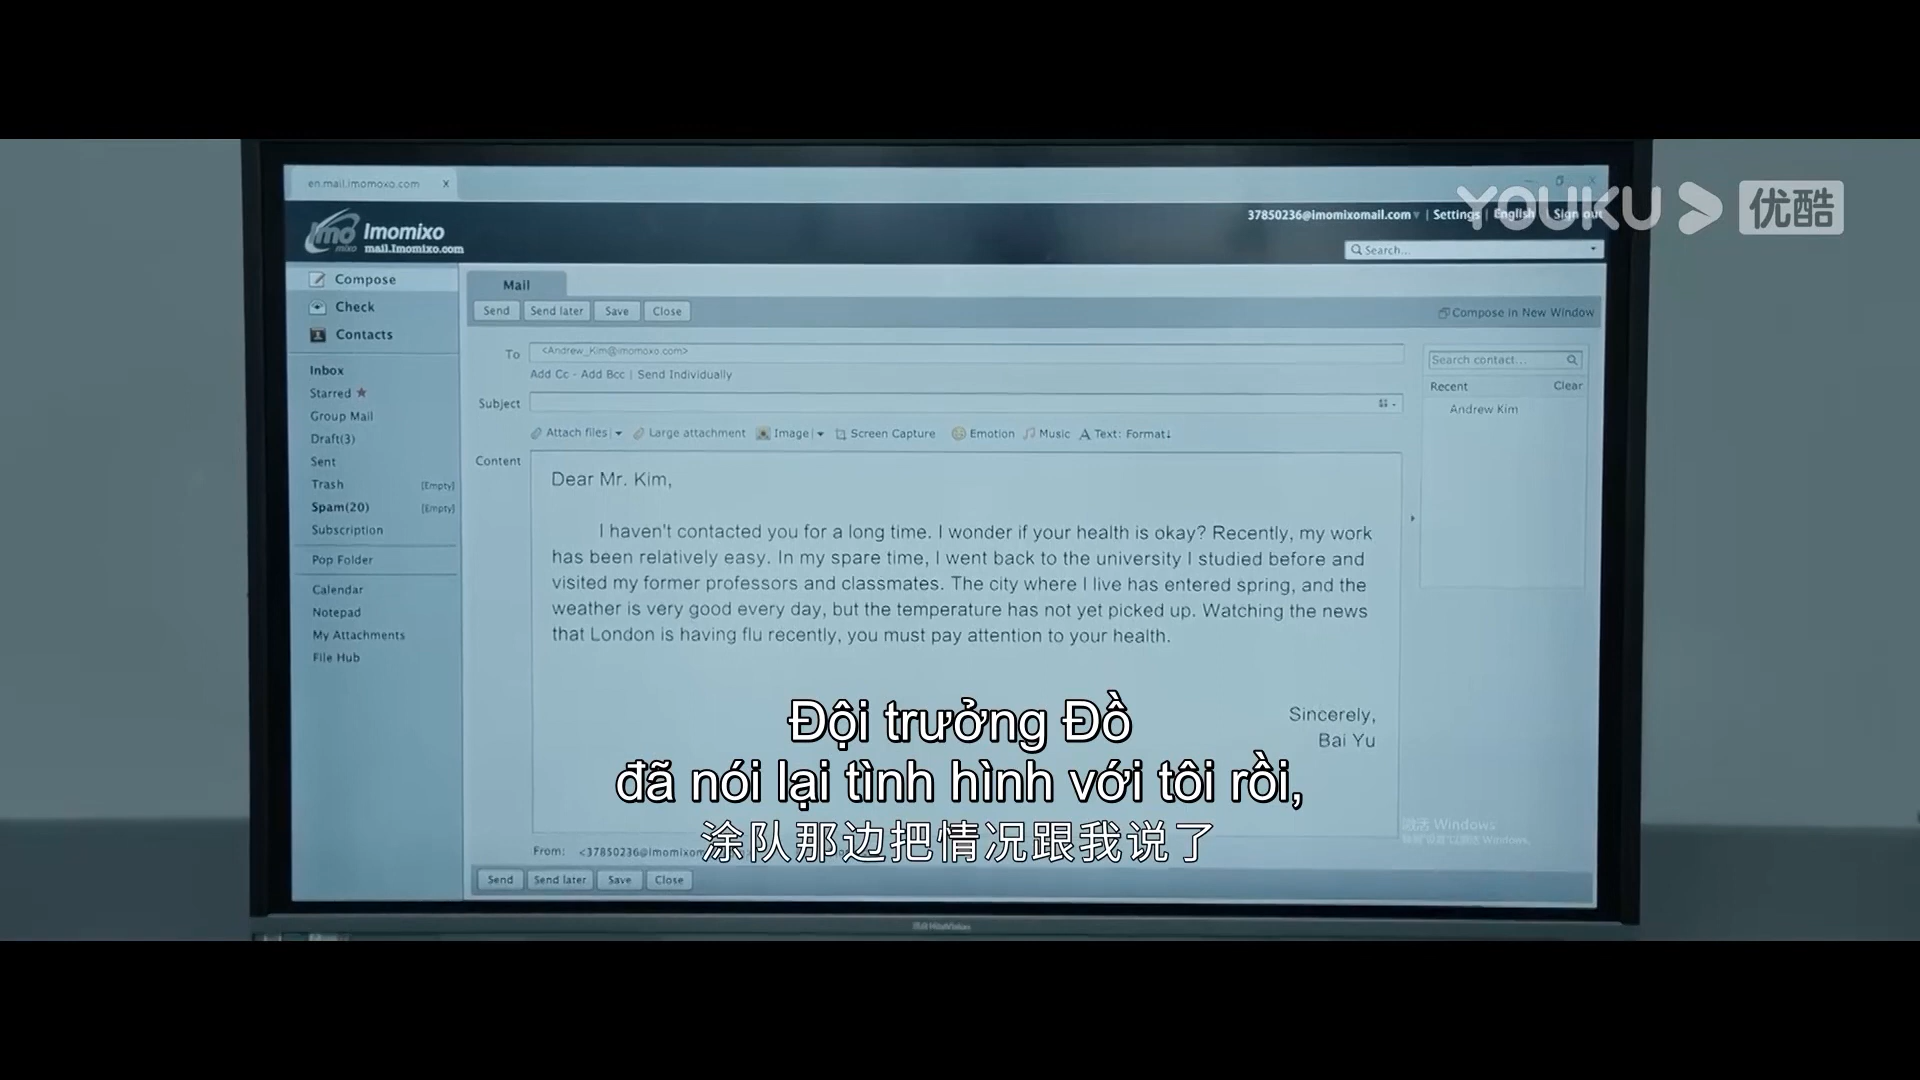 YOUKU 优酷
en.mail.imomoxo.com X
Imomixo
mail.Imomixo.com
37850236@imomixomail.com | Settings | English | Sign out
Search...
Compose
Check
Contacts
Inbox
Starred
Group Mail
Draft(3)
Sent
Trash [Empty]
Spam(20) [Empty]
Subscription
Pop Folder
Calendar
Notepad
My Attachments
File Hub
Mail
Send Send later Save Close
Compose in New Window
To <Andrew_Kim@imomoxo.com>
Add Cc - Add Bcc | Send Individually
Subject
Attach files | Large attachment Image | Screen Capture Emotion Music Text: Format↓
Content
Dear Mr. Kim,
I haven't contacted you for a long time. I wonder if your health is okay? Recently, my work
has been relatively easy. In my spare time, I went back to the university I studied before and
visited my former professors and classmates. The city where I live has entered spring, and the
weather is very good every day, but the temperature has not yet picked up. Watching the news
that London is having flu recently, you must pay attention to your health.
Sincerely,
Bai Yu
Search contact...
Recent Clear
Andrew Kim
Đội trưởng Đồ
đã nói lại tình hình với tôi rồi,
涂队那边把情况跟我说了
From: <37850236@imomixom
Send Send later Save Close
激活 Windows